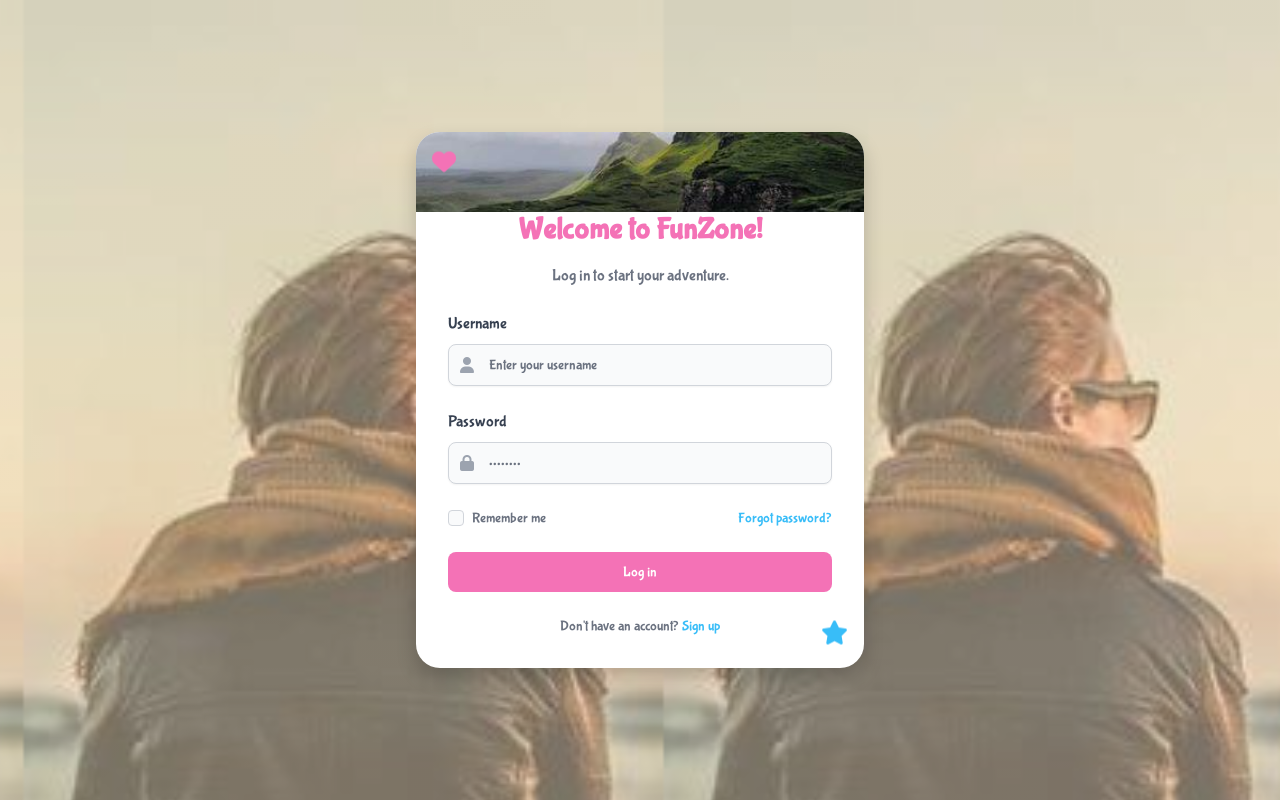 Welcome to FunZone!
Log in to start your adventure.
Username
Enter your username
Password
••••••••
Remember me
Forgot password?
Log in
Don't have an account? Sign up